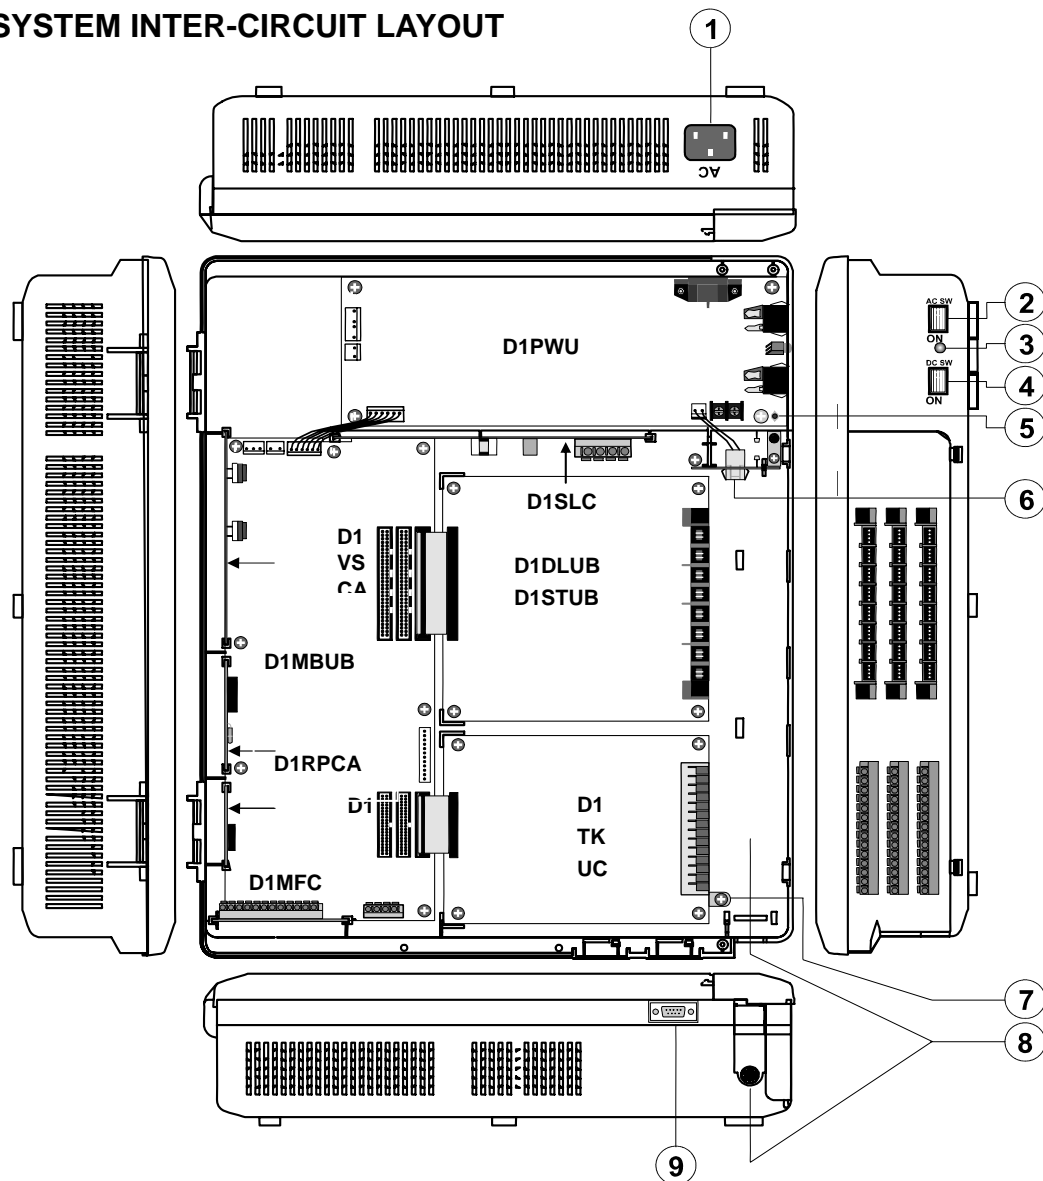 SYSTEM INTER-CIRCUIT LAYOUT
1
AC
2
AC SW
ON
3
DC SW
4
ON
5
D1PWU
6
D1SLC
D1
VS
D1DLUB
D1STUB
D1MBUB
D1RPCA
D1
D1
TK
UC
D1MFC
7
8
9